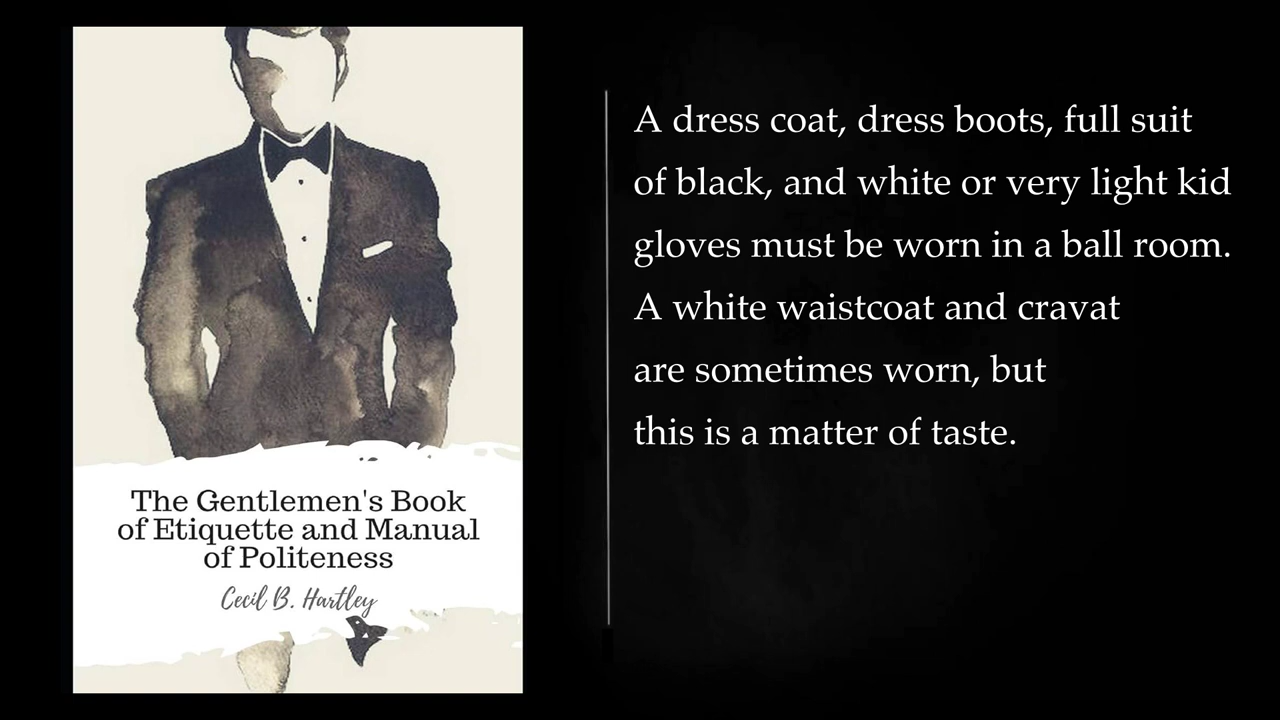 The Gentlemen's Book
of Etiquette and Manual
of Politeness
Cecil B. Hartley
A dress coat, dress boots, full suit
of black, and white or very light kid
gloves must be worn in a ball room.
A white waistcoat and cravat
are sometimes worn, but
this is a matter of taste.